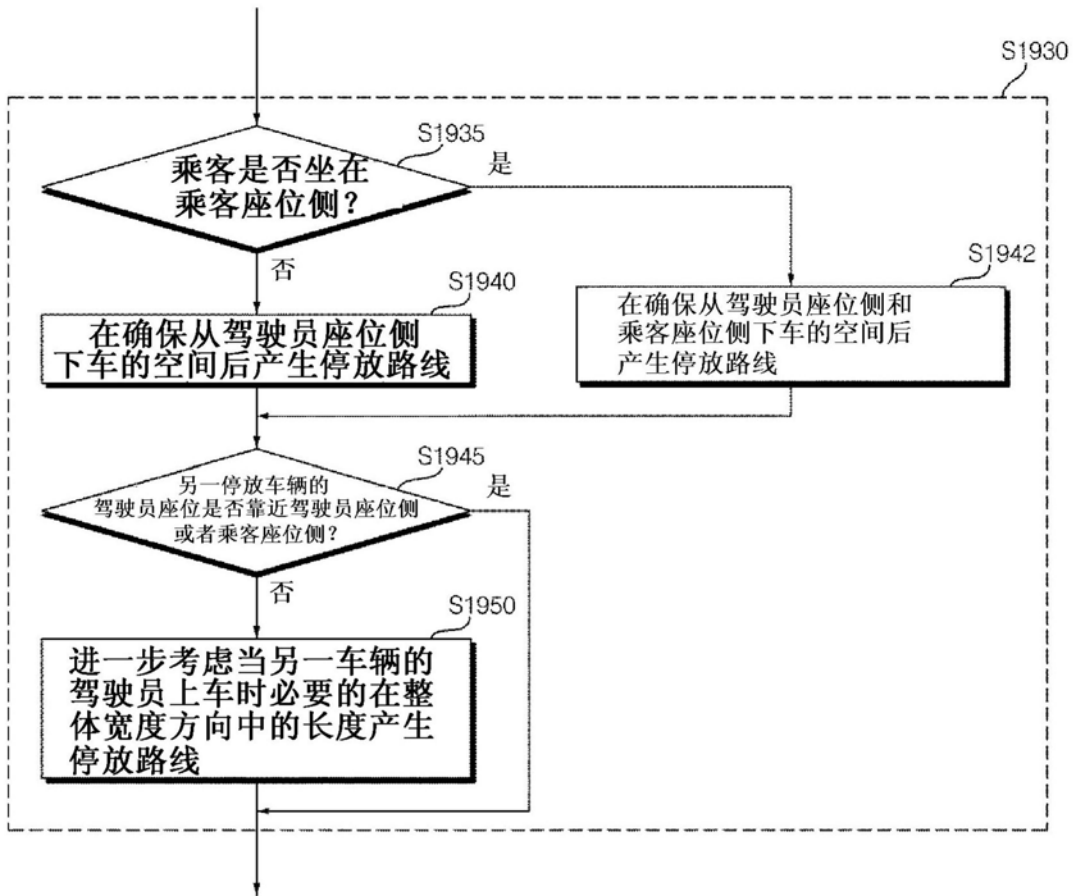 S1930
S1935
乘客是否坐在
乘客座位侧?
是
否
S1940
在确保从驾驶员座位侧
下车的空间后产生停放路线
S1942
在确保从驾驶员座位侧和
乘客座位侧下车的空间后
产生停放路线
S1945
另一停放车辆的
驾驶员座位是否靠近驾驶员座位侧
或者乘客座位侧?
是
否
S1950
进一步考虑当另一车辆的
驾驶员上车时必要的在整
体宽度方向中的长度产生
停放路线